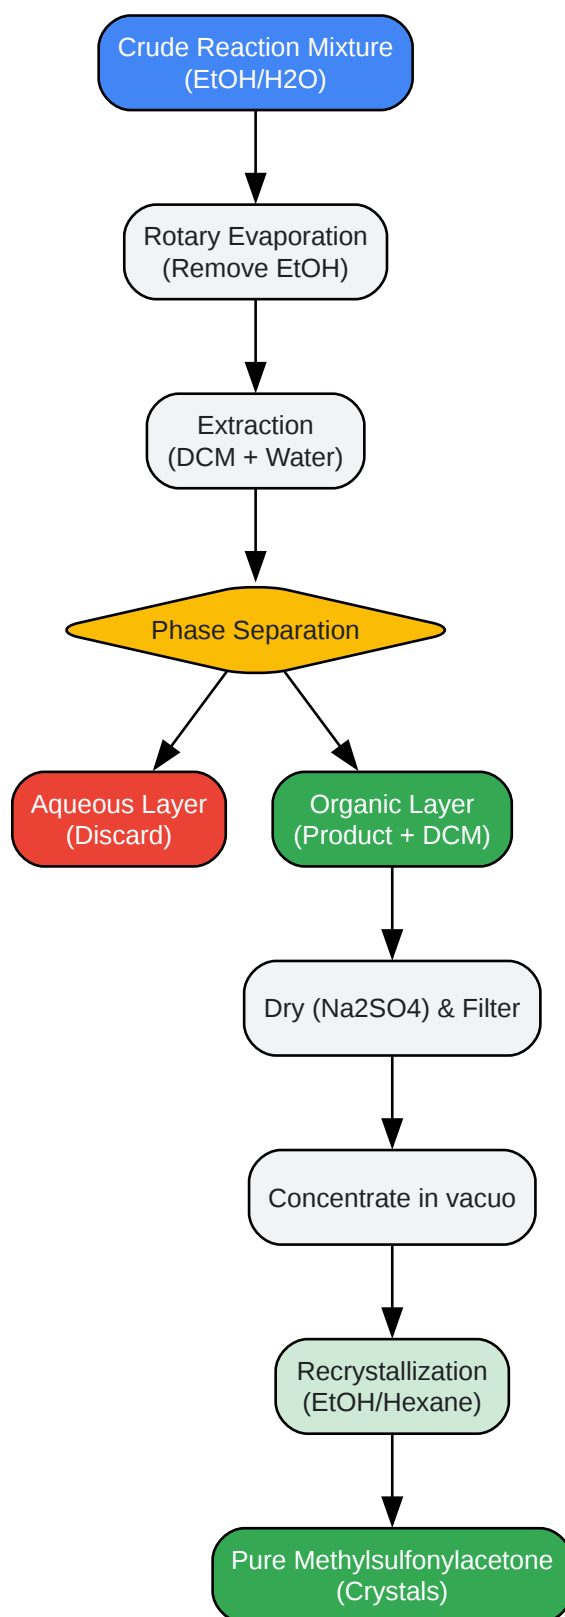 Crude Reaction Mixture
(EtOH/H2O)
Rotary Evaporation
(Remove EtOH)
Extraction
(DCM + Water)
Phase Separation
Aqueous Layer
(Discard)
Organic Layer
(Product + DCM)
Dry (Na2SO4) & Filter
Concentrate in vacuo
Recrystallization
(EtOH/Hexane)
Pure Methylsulfonylacetone
(Crystals)